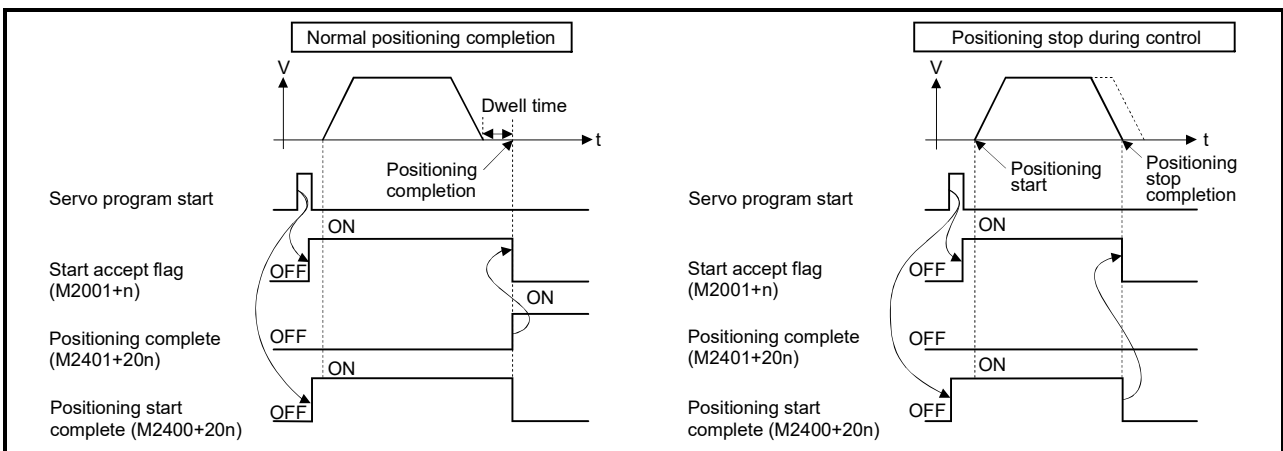 Normal positioning completion
V
Dwell time
t
Positioning
completion
Servo program start
ON
Start accept flag
(M2001+n)
OFF
ON
Positioning complete
(M2401+20n)
OFF
ON
Positioning start
complete (M2400+20n)
OFF
Positioning stop during control
V
t
Positioning
start
Positioning
stop
completion
Servo program start
ON
Start accept flag
(M2001+n)
OFF
Positioning complete
(M2401+20n)
OFF
ON
Positioning start
complete (M2400+20n)
OFF